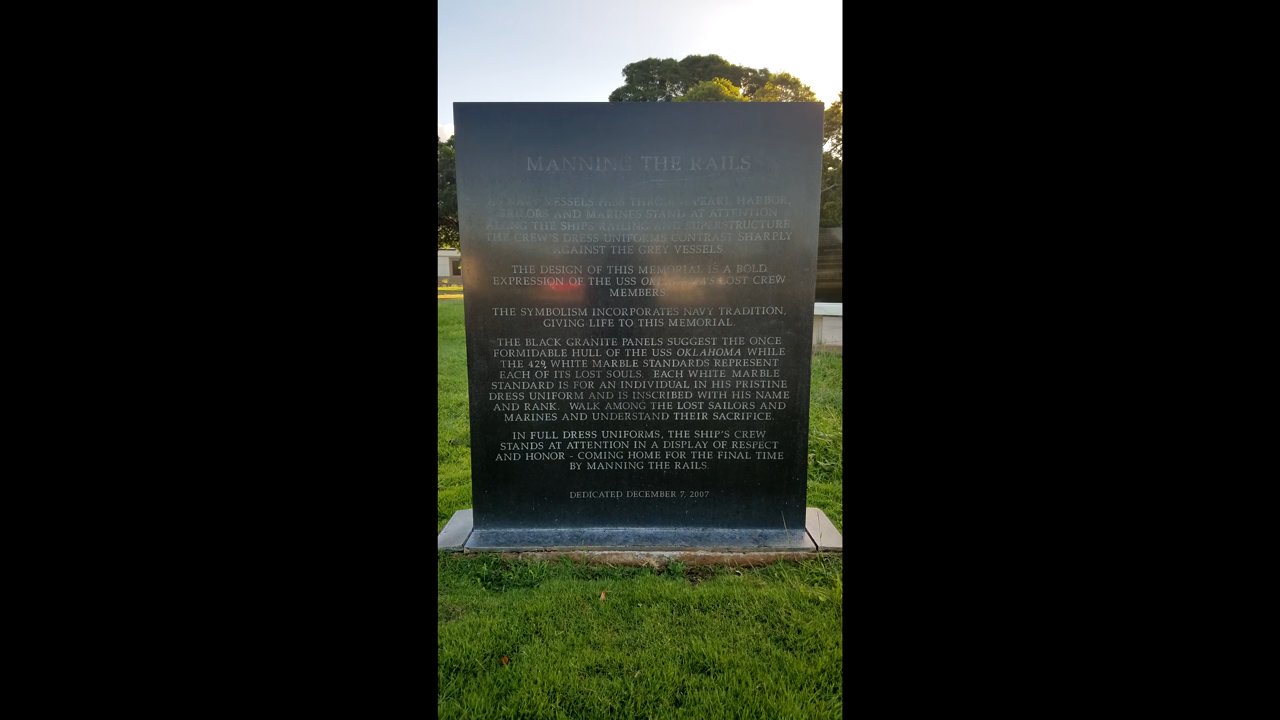 MANNING THE RAILS
AS NAVY VESSELS PASS THROUGH PEARL HARBOR,
SAILORS AND MARINES STAND AT ATTENTION
ALONG THE SHIPS RAILING AND SUPERSTRUCTURE.
THE CREW'S DRESS UNIFORMS CONTRAST SHARPLY
AGAINST THE GREY VESSELS.
THE DESIGN OF THIS MEMORIAL IS A BOLD
EXPRESSION OF THE USS OKLAHOMA'S LOST CREW
MEMBERS.
THE SYMBOLISM INCORPORATES NAVY TRADITION,
GIVING LIFE TO THIS MEMORIAL.
THE BLACK GRANITE PANELS SUGGEST THE ONCE
FORMIDABLE HULL OF THE USS OKLAHOMA WHILE
THE 429 WHITE MARBLE STANDARDS REPRESENT
EACH OF ITS LOST SOULS. EACH WHITE MARBLE
STANDARD IS FOR AN INDIVIDUAL IN HIS PRISTINE
DRESS UNIFORM AND IS INSCRIBED WITH HIS NAME
AND RANK. WALK AMONG THE LOST SAILORS AND
MARINES AND UNDERSTAND THEIR SACRIFICE.
IN FULL DRESS UNIFORMS, THE SHIP'S CREW
STANDS AT ATTENTION IN A DISPLAY OF RESPECT
AND HONOR - COMING HOME FOR THE FINAL TIME
BY MANNING THE RAILS.
DEDICATED DECEMBER 7, 2007